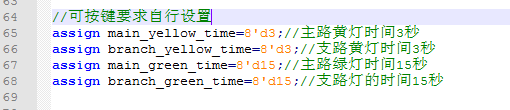 64 //可按键要求自行设置
65 assign main_yellow_time=8'd3;//主路黄灯时间3秒
66 assign branch_yellow_time=8'd3;//支路黄灯时间3秒
67 assign main_green_time=8'd15;//主路绿灯时间15秒
68 assign branch_green_time=8'd15;//支路灯的时间15秒
69